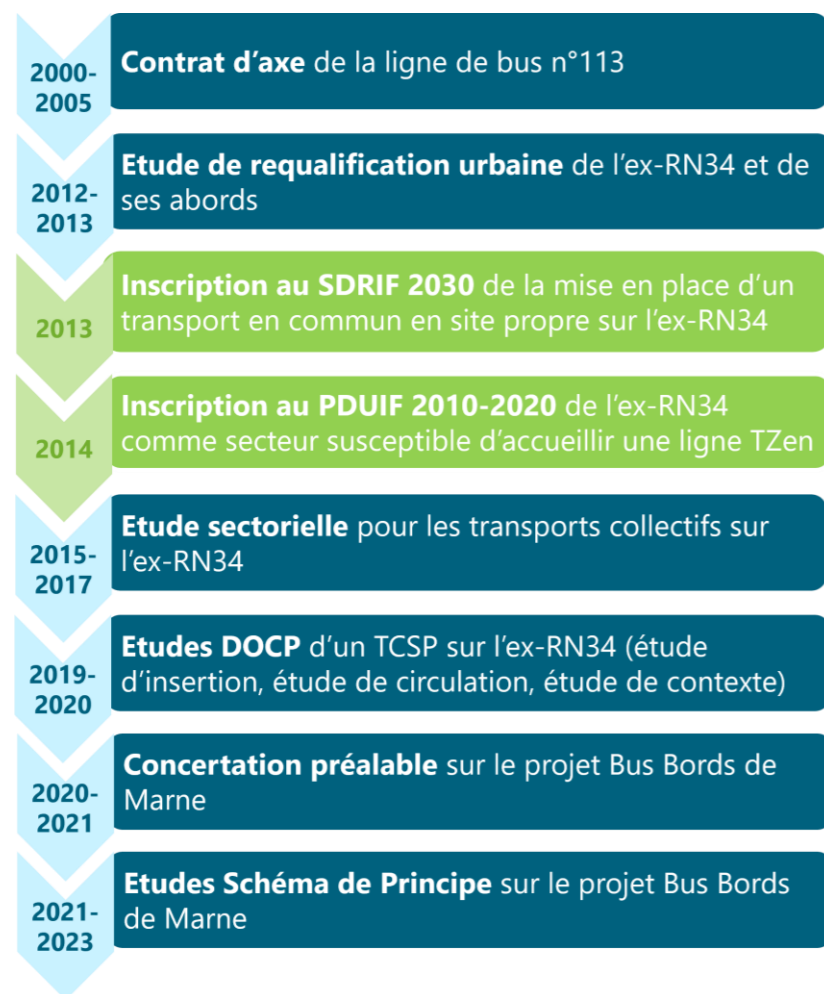 2000-
2005
Contrat d’axe de la ligne de bus n°113
2012-
2013
Etude de requalification urbaine de l’ex-RN34 et de
ses abords
2013
Inscription au SDRIF 2030 de la mise en place d’un
transport en commun en site propre sur l’ex-RN34
2014
Inscription au PDUIF 2010-2020 de l’ex-RN34
comme secteur susceptible d’accueillir une ligne TZen
2015-
2017
Etude sectorielle pour les transports collectifs sur
l’ex-RN34
2019-
2020
Etudes DOCP d’un TCSP sur l’ex-RN34 (étude
d’insertion, étude de circulation, étude de contexte)
2020-
2021
Concertation préalable sur le projet Bus Bords de
Marne
2021-
2023
Etudes Schéma de Principe sur le projet Bus Bords
de Marne